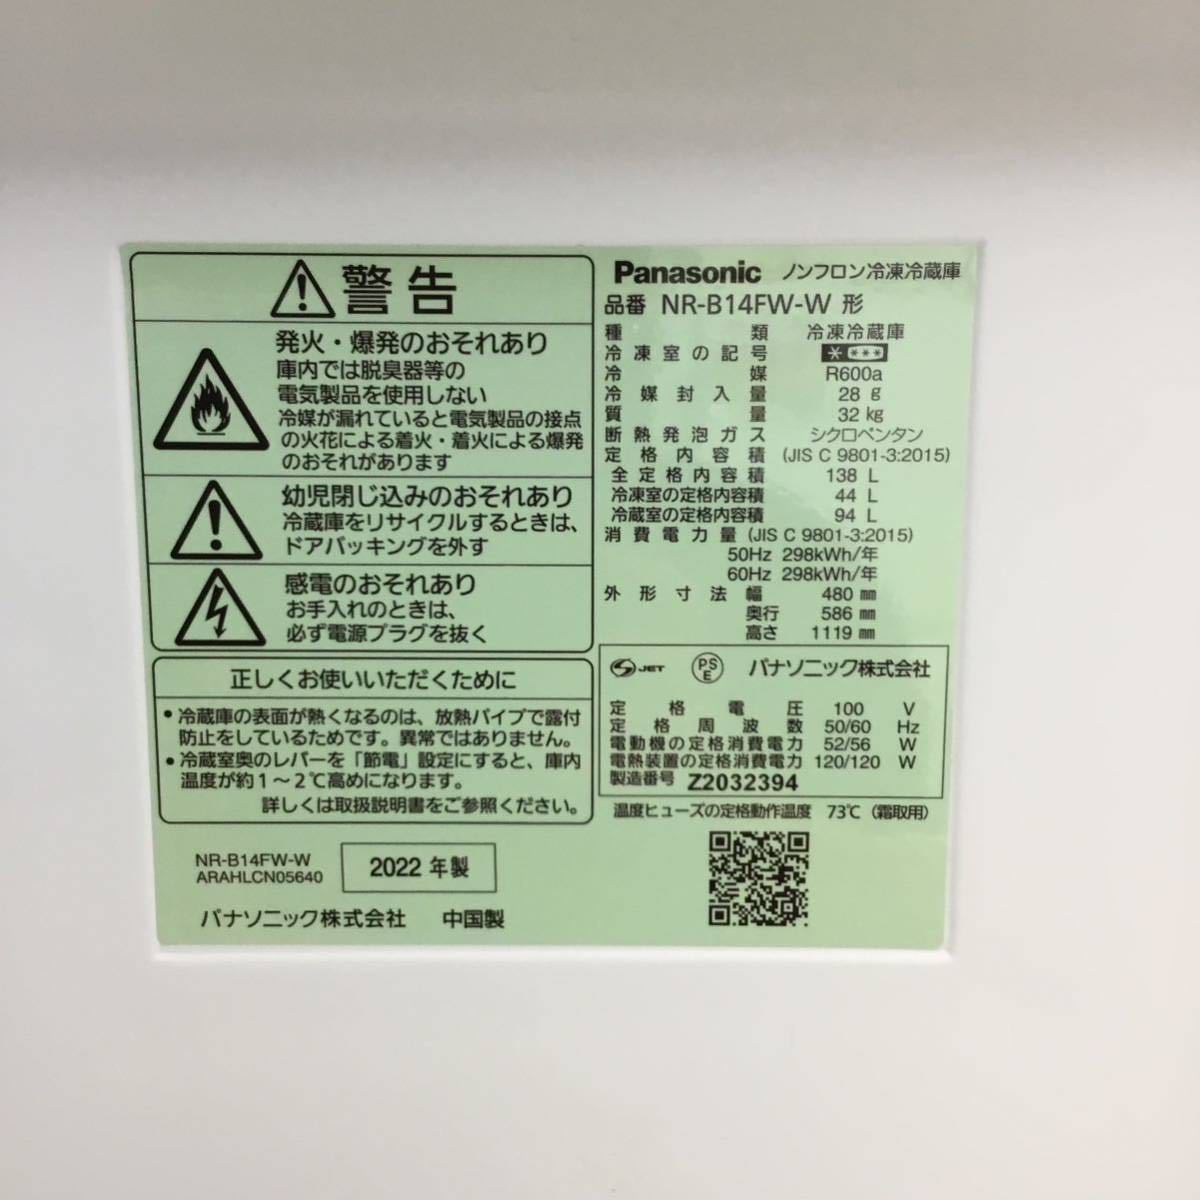 警告
発火・爆発のおそれあり
庫内では脱臭器等の
電気製品を使用しない
冷媒が漏れていると電気製品の接点
の火花による着火・着火による爆発
のおそれがあります
幼児閉じ込みのおそれあり
冷蔵庫をリサイクルするときは、
ドアパッキングを外す
感電のおそれあり
お手入れのときは、
必ず電源プラグを抜く
正しくお使いいただくために
• 冷蔵庫の表面が熱くなるのは、放熱パイプで露付
防止をしているためです。異常ではありません。
• 冷蔵室奥のレバーを「節電」設定にすると、庫内
温度が約1～2℃高めになります。
詳しくは取扱説明書をご参照ください。
NR-B14FW-W
ARAHLCN05640
2022 年製
パナソニック株式会社 中国製
Panasonic ノンフロン冷凍冷蔵庫
品番 NR-B14FW-W 形
種類 冷凍冷蔵庫
冷凍室の記号 * ***
冷媒 R600a
冷媒封入量 28 g
質量 32 kg
断熱発泡ガス シクロペンタン
定格内容積 (JIS C 9801-3:2015)
全定格内容積 138 L
冷凍室の定格内容積 44 L
冷蔵室の定格内容積 94 L
消費電力量 (JIS C 9801-3:2015)
50Hz 298kWh/年
60Hz 298kWh/年
外形寸法 幅 480 mm
奥行 586 mm
高さ 1119 mm
S JET PS E パナソニック株式会社
定格電圧 100 V
定格周波数 50/60 Hz
電動機の定格消費電力 52/56 W
電熱装置の定格消費電力 120/120 W
製造番号 Z2032394
温度ヒューズの定格動作温度 73℃（霜取用）